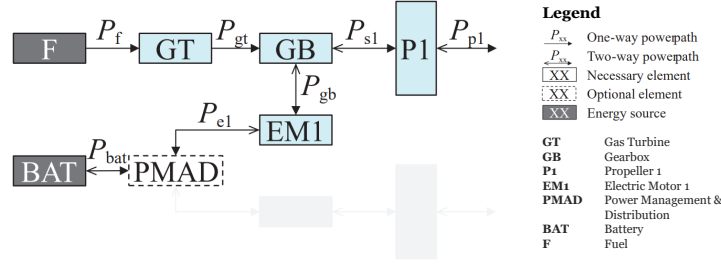 P_f
P_gt
P_s1
P_p1
F
GT
GB
P1
P_gb
P_e1
EM1
P_bat
BAT
PMAD
Legend
P_xx One-way powerpath
P_xx Two-way powerpath
XX Necessary element
XX Optional element
XX Energy source
GT Gas Turbine
GB Gearbox
P1 Propeller 1
EM1 Electric Motor 1
PMAD Power Management &
Distribution
BAT Battery
F Fuel